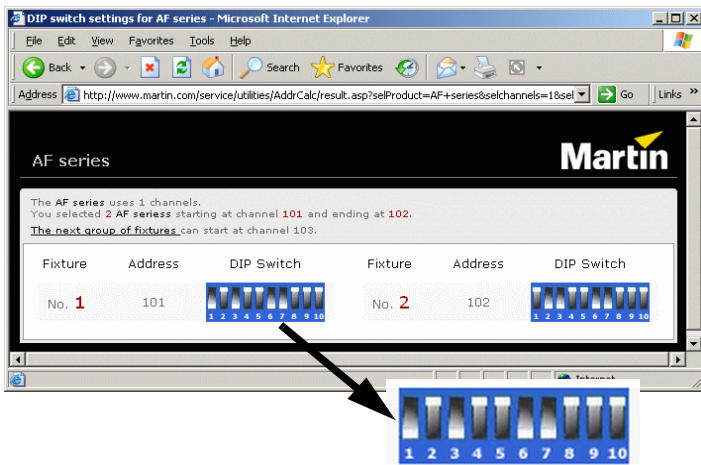 DIP switch settings for AF series - Microsoft Internet Explorer
File Edit View Favorites Tools Help
Back Search Favorites
Address http://www.martin.com/service/utilities/AddrCalc/result.asp?selProduct=AF+series&selchannels=1&sel Go Links »
Martin
AF series
The AF series uses 1 channels.
You selected 2 AF seriess starting at channel 101 and ending at 102.
The next group of fixtures can start at channel 103.
Fixture Address DIP Switch Fixture Address DIP Switch
No. 1 101 No. 2 102
1 2 3 4 5 6 7 8 9 10 1 2 3 4 5 6 7 8 9 10
1 2 3 4 5 6 7 8 9 10